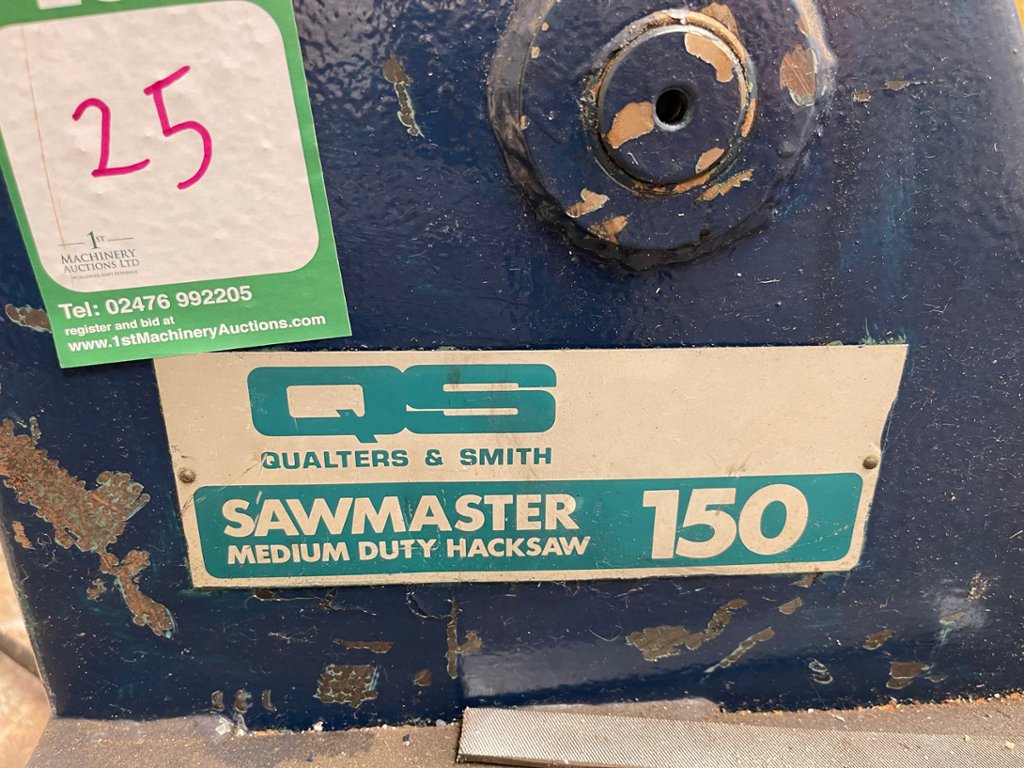 25
1ST
MACHINERY
AUCTIONS LTD
Tel: 02476 992205
register and bid at
www.1stMachineryAuctions.com
QS
QUALTERS & SMITH
SAWMASTER 150
MEDIUM DUTY HACKSAW